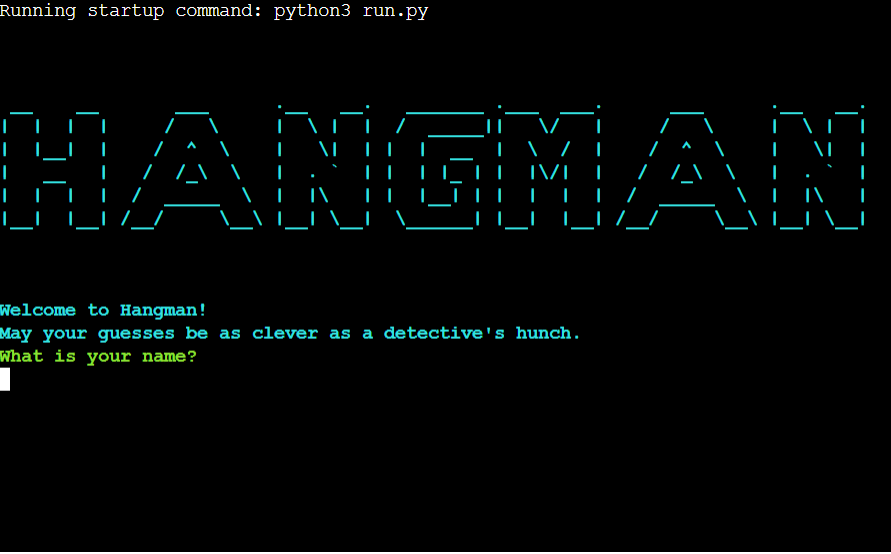 Running startup command: python3 run.py
HANGMAN
Welcome to Hangman!
May your guesses be as clever as a detective's hunch.
What is your name?